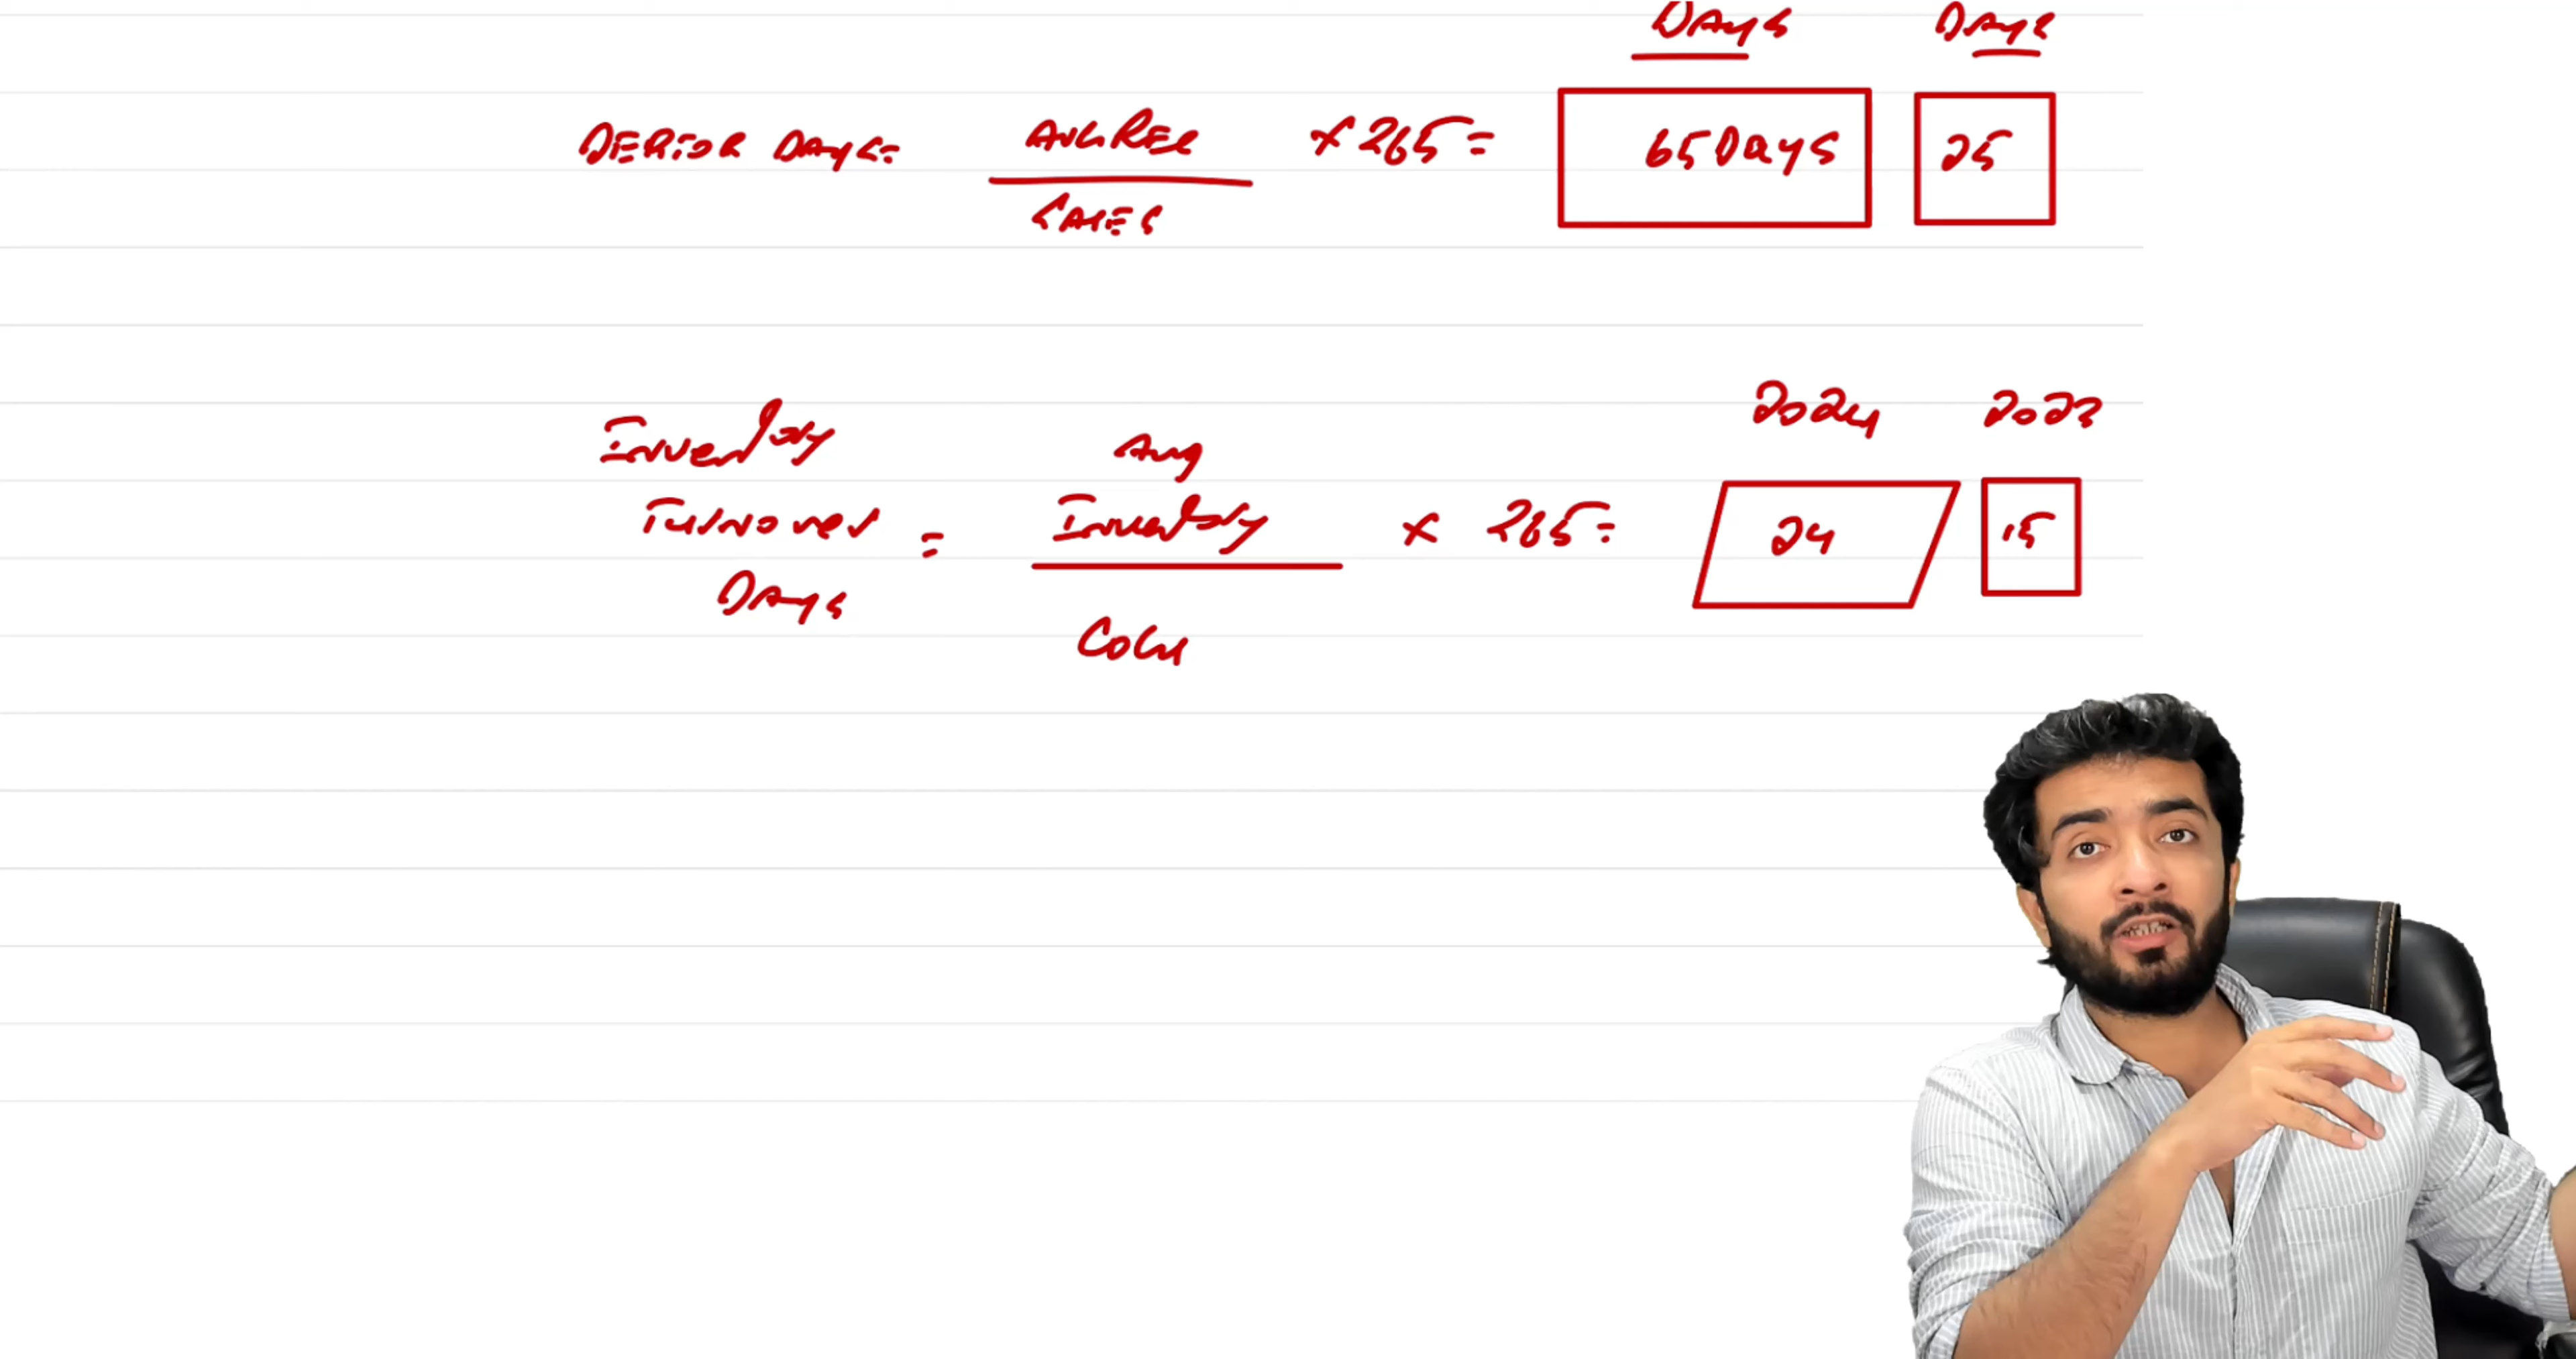 Days Days
DEBTOR DAYS= AVG REC × 365 = 65 Days 25
SALES
2024 2023
Inventory Avg
Turnover = Inventory × 365 = 24 15
Days
COGS